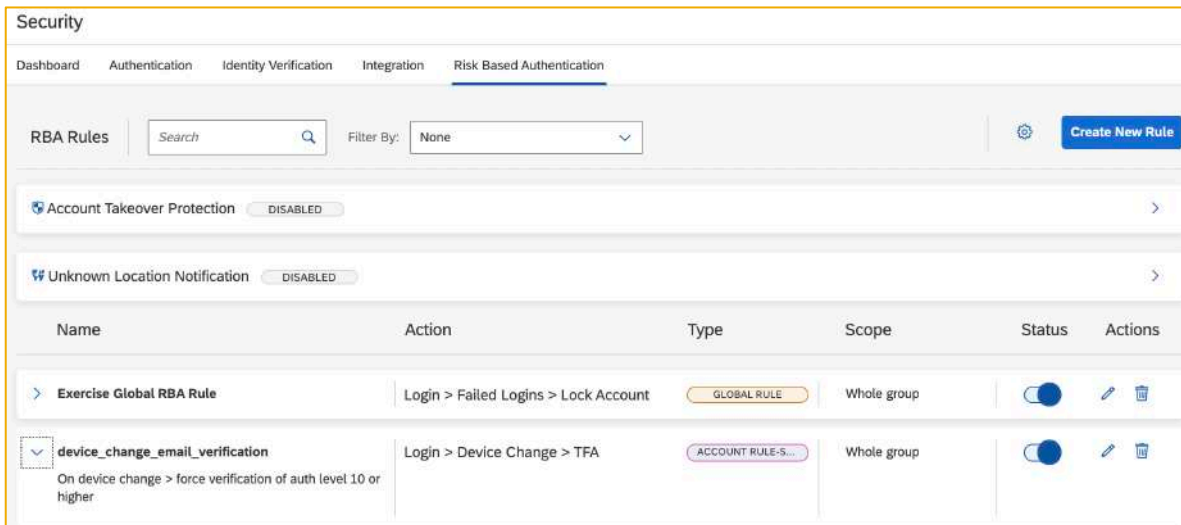 Security
Dashboard Authentication Identity Verification Integration Risk Based Authentication
RBA Rules Search Filter By: None Create New Rule
Account Takeover Protection DISABLED
Unknown Location Notification DISABLED
Name Action Type Scope Status Actions
Exercise Global RBA Rule Login > Failed Logins > Lock Account GLOBAL RULE Whole group
device_change_email_verification Login > Device Change > TFA ACCOUNT RULE-S... Whole group
On device change > force verification of auth level 10 or
higher